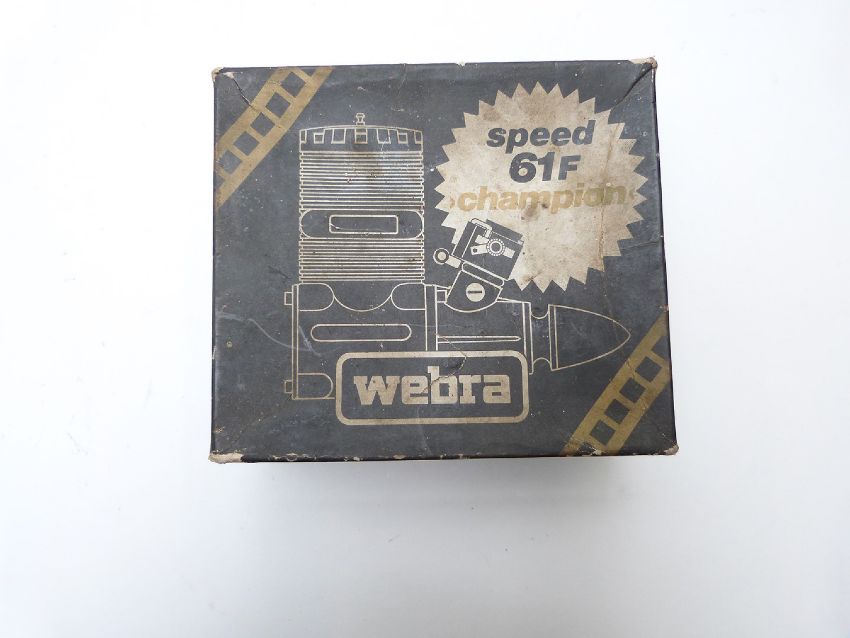 speed
61F
champion
webra